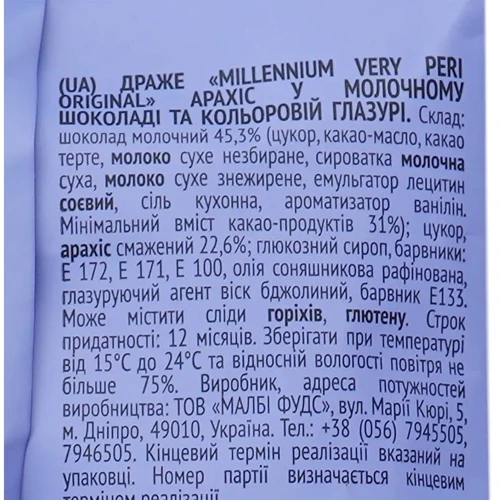 (UA) ДРАЖЕ «MILLENNIUM VERY PERI
ORIGINAL» АРАХІС У МОЛОЧНОМУ
ШОКОЛАДІ ТА КОЛЬОРОВІЙ ГЛАЗУРІ. Склад:
шоколад молочний 45,3% (цукор, какао-масло, какао
терте, молоко сухе незбиране, сироватка молочна
суха, молоко сухе знежирене, емульгатор лецитин
соєвий, сіль кухонна, ароматизатор ванілін.
Мінімальний вміст какао-продуктів 31%); цукор,
арахіс смажений 22,6%; глюкозний сироп, барвники:
Е 172, Е 171, Е 100, олія соняшникова рафінована,
глазуруючий агент віск бджолиний, барвник Е133.
Може містити сліди горіхів, глютену. Строк
придатності: 12 місяців. Зберігати при температурі
від 15°С до 24°С та відносній вологості повітря не
більше 75%. Виробник, адреса потужностей
виробництва: ТОВ «МАЛБІ ФУДС», вул. Марії Кюрі, 5,
м. Дніпро, 49010, Україна. Тел.: +38 (056) 7945505,
7946505. Кінцевий термін реалізації вказаний на
упаковці. Номер партії визначається кінцевим
терміном реалізації.